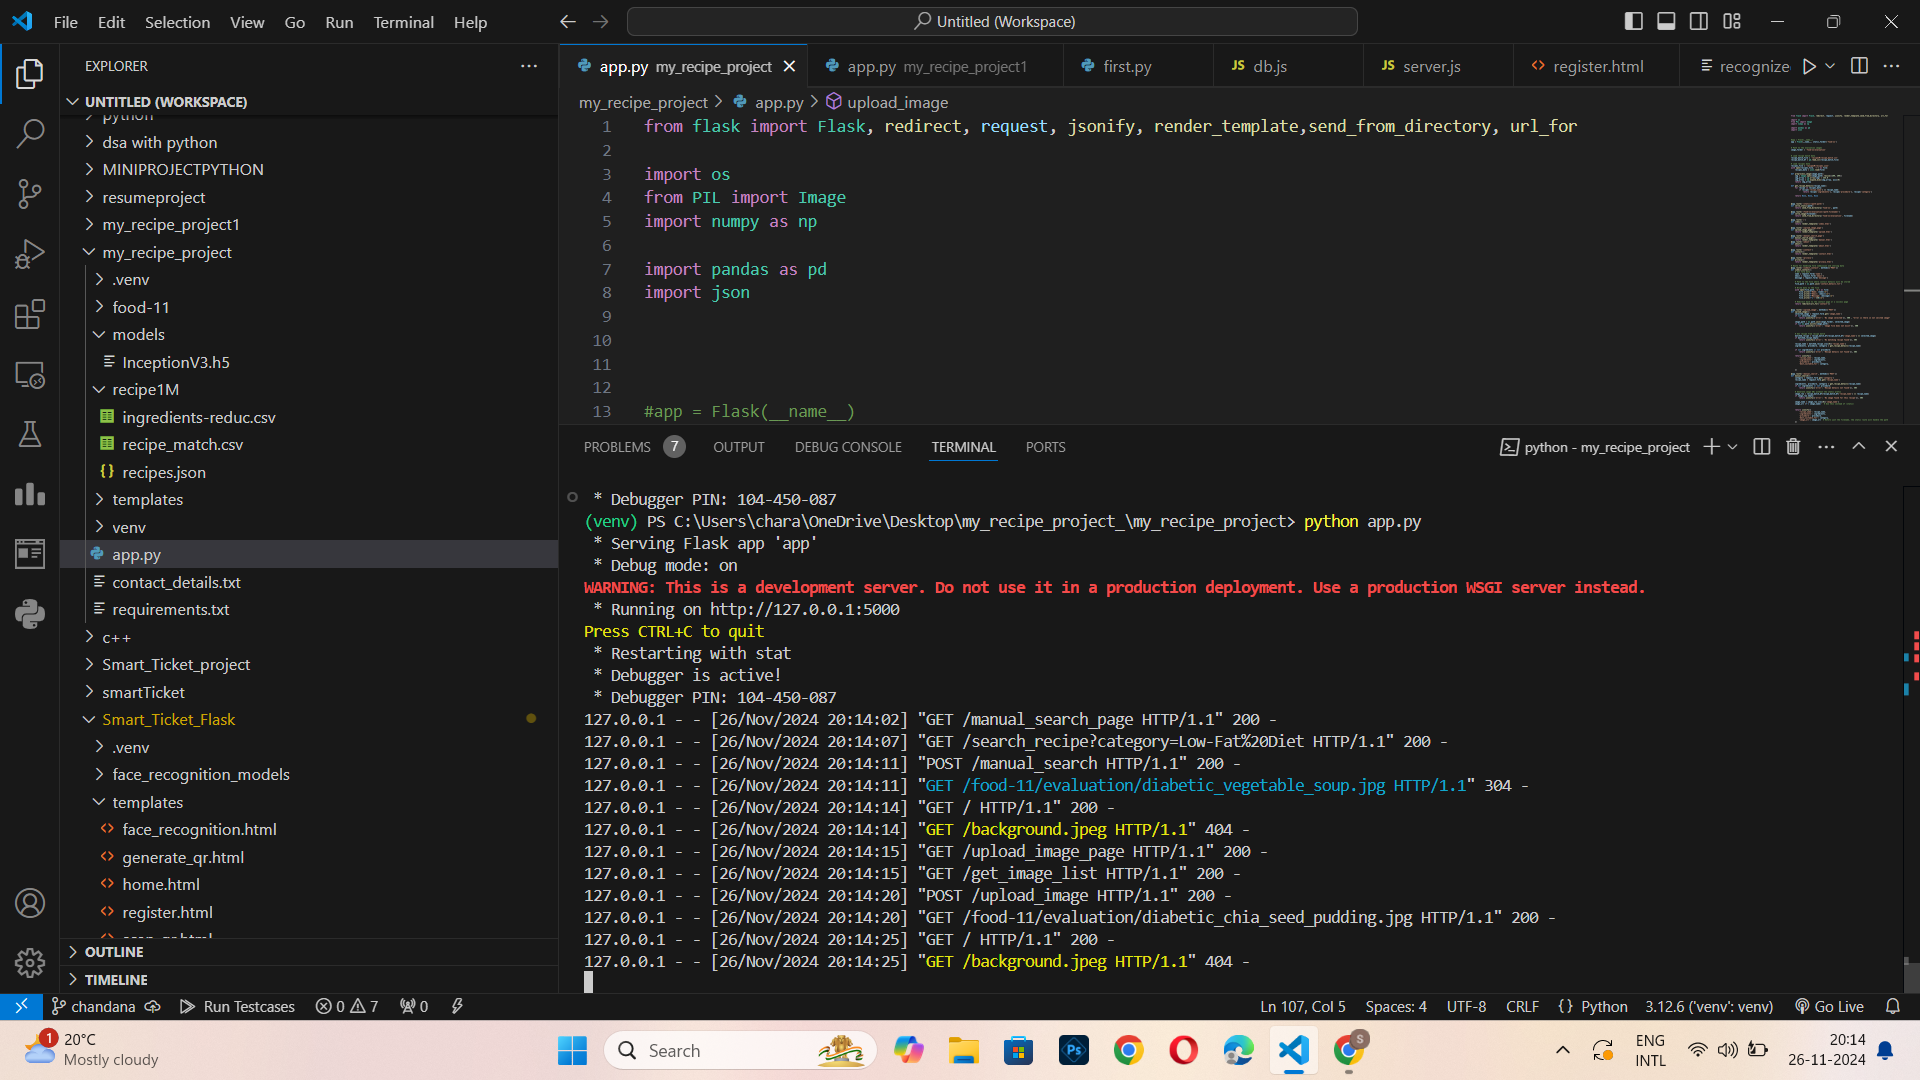 File Edit Selection View Go Run Terminal Help
Untitled (Workspace)
EXPLORER
UNTITLED (WORKSPACE)
python
dsa with python
MINIPROJECTPYTHON
resumeproject
my_recipe_project1
my_recipe_project
.venv
food-11
models
InceptionV3.h5
recipe1M
ingredients-reduc.csv
recipe_match.csv
recipes.json
templates
venv
app.py
contact_details.txt
requirements.txt
c++
Smart_Ticket_project
smartTicket
Smart_Ticket_Flask
.venv
face_recognition_models
templates
face_recognition.html
generate_qr.html
home.html
register.html
OUTLINE
TIMELINE
app.py my_recipe_project
app.py my_recipe_project1
first.py
JS db.js
JS server.js
register.html
recognize
my_recipe_project > app.py > upload_image
1 from flask import Flask, redirect, request, jsonify, render_template,send_from_directory, url_for
2
3 import os
4 from PIL import Image
5 import numpy as np
6
7 import pandas as pd
8 import json
9
10
11
12
13 #app = Flask(__name__)
PROBLEMS 7 OUTPUT DEBUG CONSOLE TERMINAL PORTS
python - my_recipe_project
* Debugger PIN: 104-450-087
(venv) PS C:\Users\chara\OneDrive\Desktop\my_recipe_project_\my_recipe_project> python app.py
* Serving Flask app 'app'
* Debug mode: on
WARNING: This is a development server. Do not use it in a production deployment. Use a production WSGI server instead.
* Running on http://127.0.0.1:5000
Press CTRL+C to quit
* Restarting with stat
* Debugger is active!
* Debugger PIN: 104-450-087
127.0.0.1 - - [26/Nov/2024 20:14:02] "GET /manual_search_page HTTP/1.1" 200 -
127.0.0.1 - - [26/Nov/2024 20:14:07] "GET /search_recipe?category=Low-Fat%20Diet HTTP/1.1" 200 -
127.0.0.1 - - [26/Nov/2024 20:14:11] "POST /manual_search HTTP/1.1" 200 -
127.0.0.1 - - [26/Nov/2024 20:14:11] "GET /food-11/evaluation/diabetic_vegetable_soup.jpg HTTP/1.1" 304 -
127.0.0.1 - - [26/Nov/2024 20:14:14] "GET / HTTP/1.1" 200 -
127.0.0.1 - - [26/Nov/2024 20:14:14] "GET /background.jpeg HTTP/1.1" 404 -
127.0.0.1 - - [26/Nov/2024 20:14:15] "GET /upload_image_page HTTP/1.1" 200 -
127.0.0.1 - - [26/Nov/2024 20:14:15] "GET /get_image_list HTTP/1.1" 200 -
127.0.0.1 - - [26/Nov/2024 20:14:20] "POST /upload_image HTTP/1.1" 200 -
127.0.0.1 - - [26/Nov/2024 20:14:20] "GET /food-11/evaluation/diabetic_chia_seed_pudding.jpg HTTP/1.1" 200 -
127.0.0.1 - - [26/Nov/2024 20:14:25] "GET / HTTP/1.1" 200 -
127.0.0.1 - - [26/Nov/2024 20:14:25] "GET /background.jpeg HTTP/1.1" 404 -
chandana Run Testcases 0 7 0 Ln 107, Col 5 Spaces: 4 UTF-8 CRLF {} Python 3.12.6 ('venv': venv) Go Live
1
20°C
Mostly cloudy
Search
Ps
S
ENG
INTL
20:14
26-11-2024